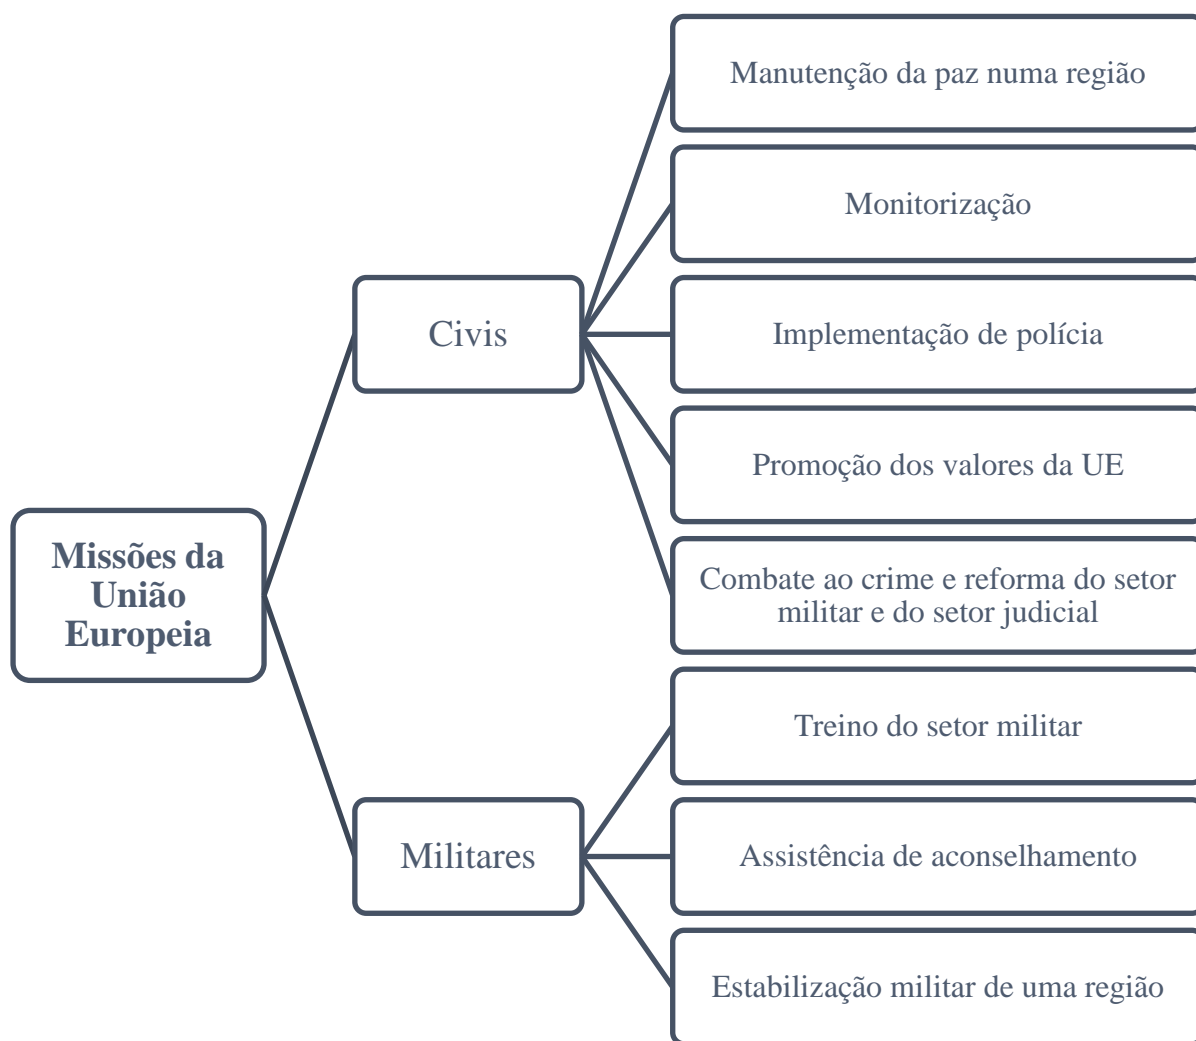 Missões da
União
Europeia
Civis
Manutenção da paz numa região
Monitorização
Implementação de polícia
Promoção dos valores da UE
Combate ao crime e reforma do setor
militar e do setor judicial
Militares
Treino do setor militar
Assistência de aconselhamento
Estabilização militar de uma região